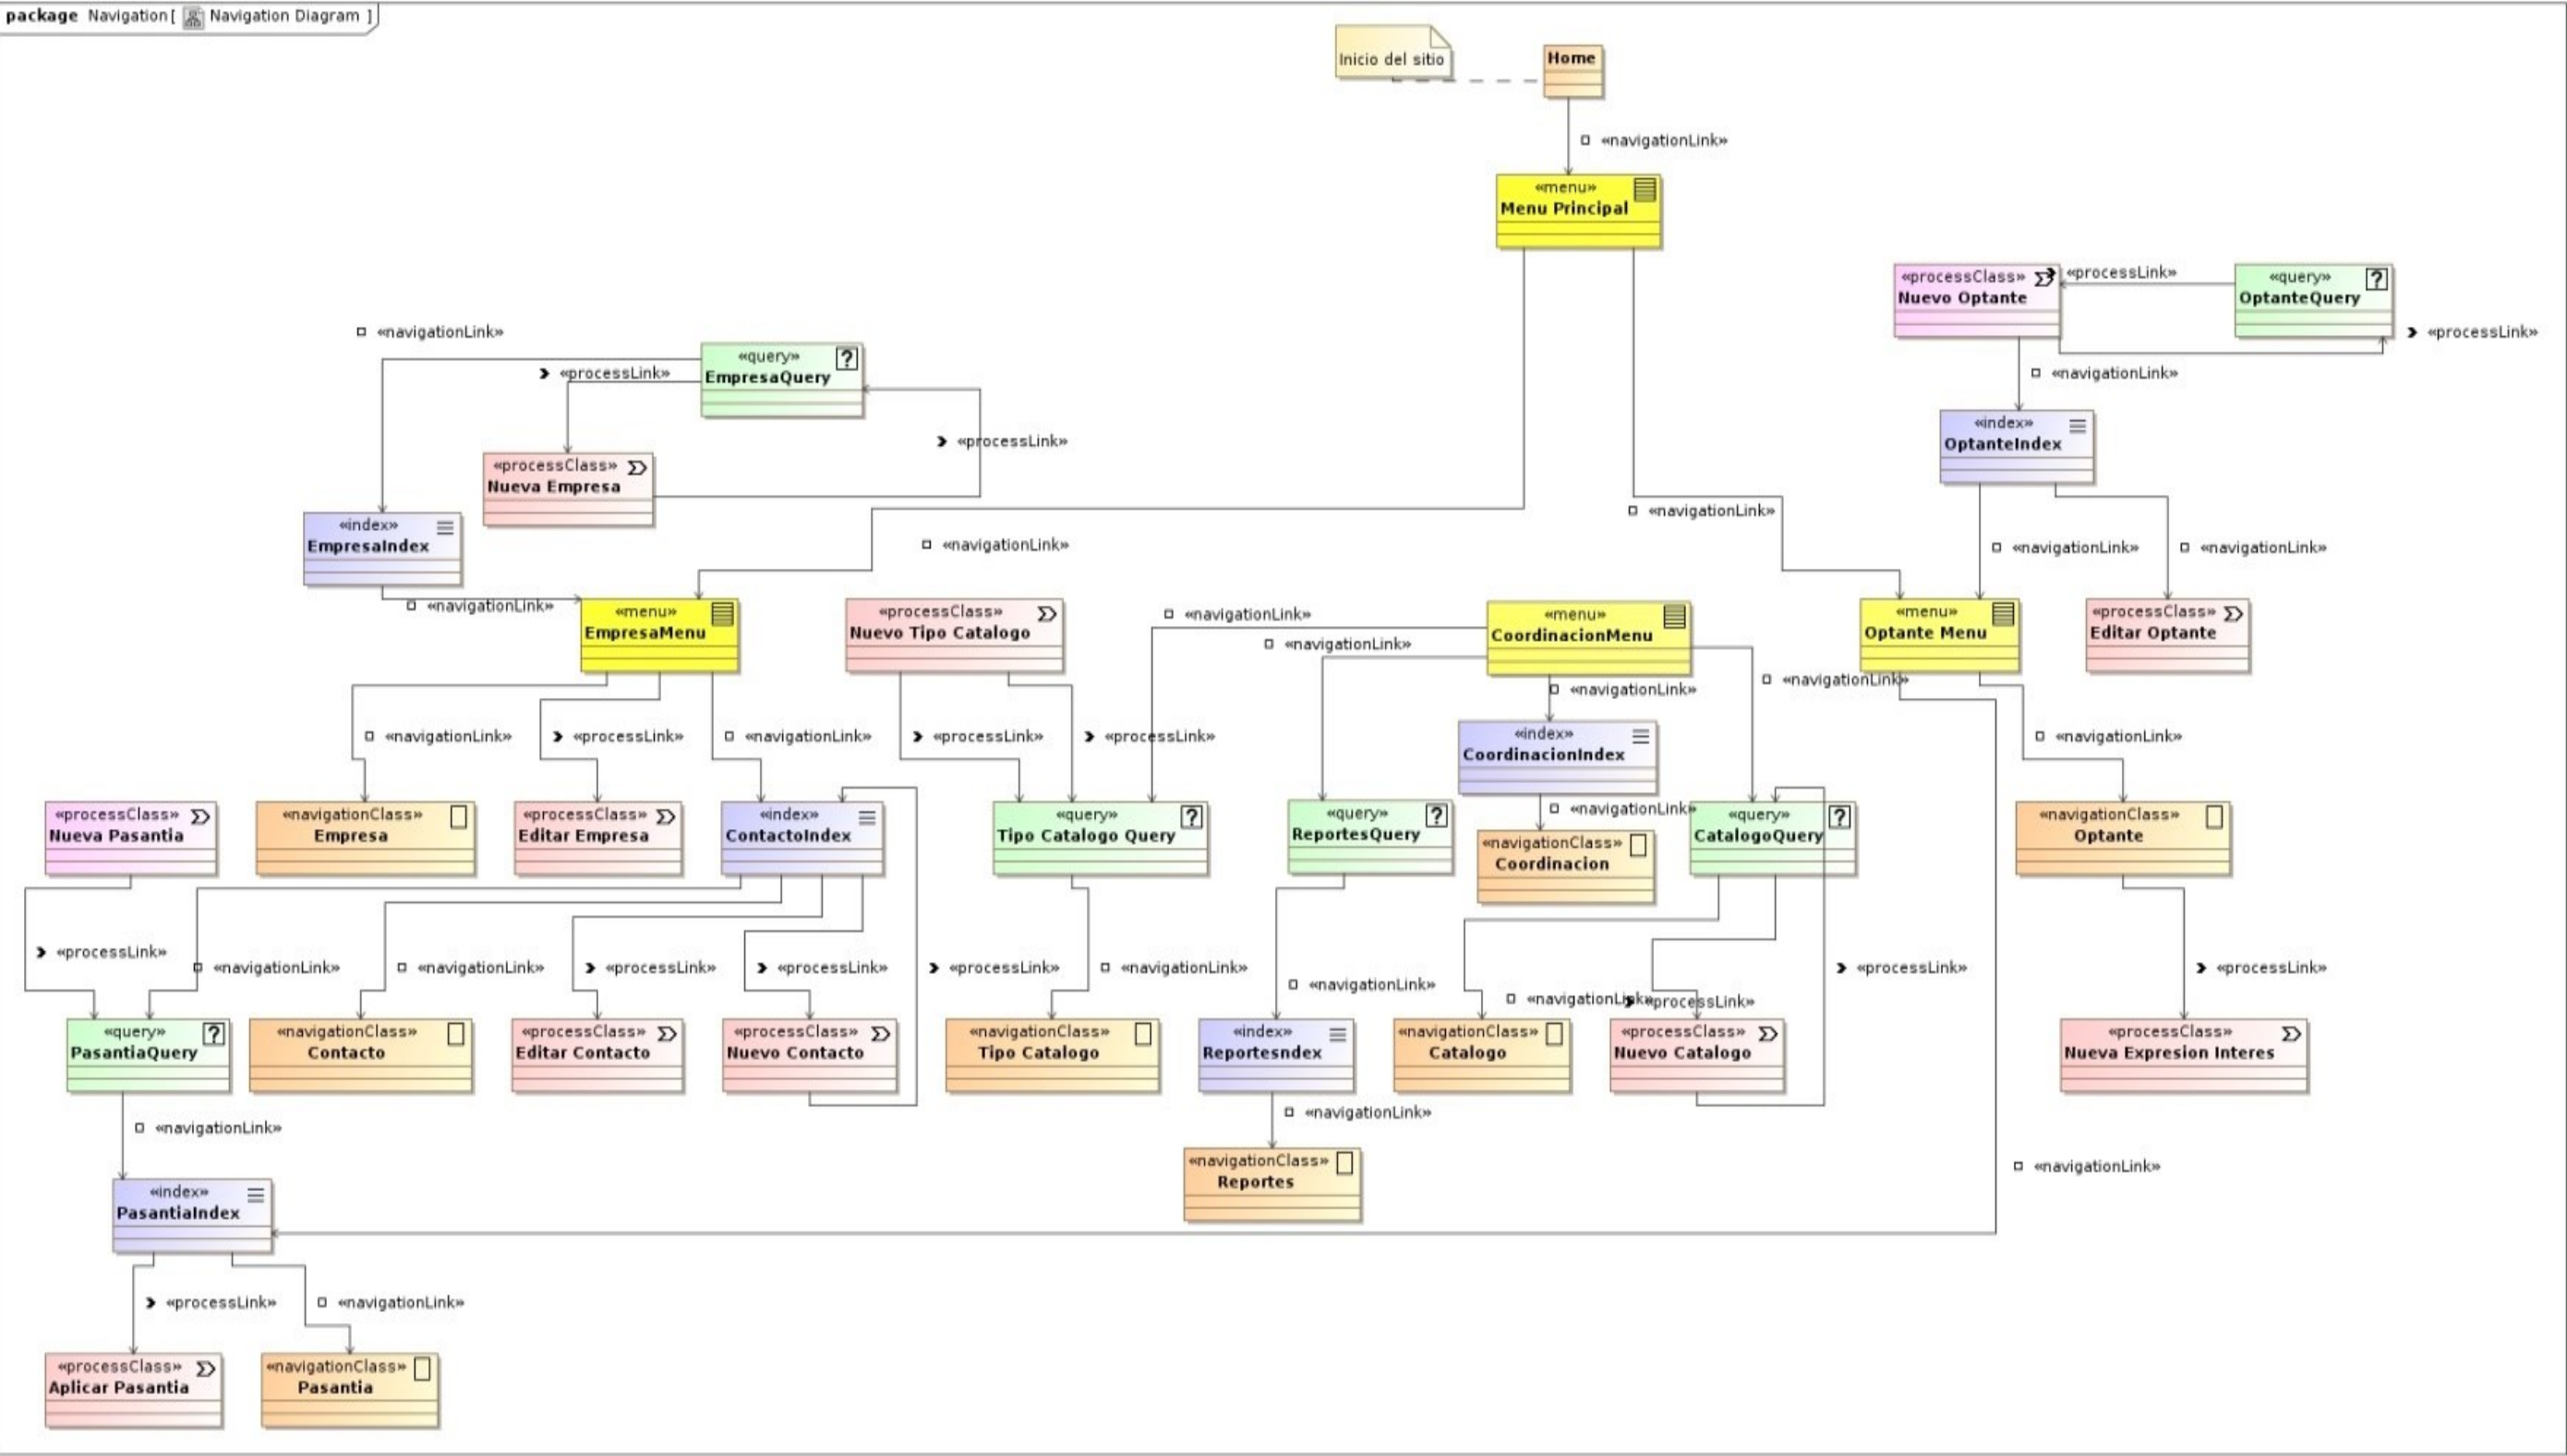 package Navigation[ Navigation Diagram ]
Inicio del sitio
Home
«navigationLink»
«menu»
Menu Principal
«processClass»
Nuevo Optante
«processLink»
«query»
OptanteQuery
«processLink»
«navigationLink»
«navigationLink»
«query»
EmpresaQuery
«processLink»
«processLink»
«processClass»
Nueva Empresa
«index»
OptanteIndex
«index»
EmpresaIndex
«navigationLink»
«navigationLink»
«navigationLink»
«navigationLink»
«navigationLink»
«menu»
EmpresaMenu
«processClass»
Nuevo Tipo Catalogo
«navigationLink»
«navigationLink»
«menu»
CoordinacionMenu
«menu»
Optante Menu
«processClass»
Editar Optante
«navigationLink»
«navigationLink»
«navigationLink»
«processLink»
«navigationLink»
«processLink»
«processLink»
«index»
CoordinacionIndex
«navigationLink»
«processClass»
Nueva Pasantia
«navigationClass»
Empresa
«processClass»
Editar Empresa
«index»
ContactoIndex
«query»
Tipo Catalogo Query
«query»
ReportesQuery
«navigationLink»
«navigationClass»
Coordinacion
«query»
CatalogoQuery
«navigationClass»
Optante
«processLink»
«navigationLink»
«navigationLink»
«processLink»
«processLink»
«processLink»
«navigationLink»
«navigationLink»
«navigationLink»
«processLink»
«processLink»
«processLink»
«query»
PasantiaQuery
«navigationClass»
Contacto
«processClass»
Editar Contacto
«processClass»
Nuevo Contacto
«navigationClass»
Tipo Catalogo
«index»
Reportesndex
«navigationClass»
Catalogo
«processClass»
Nuevo Catalogo
«processClass»
Nueva Expresion Interes
«navigationLink»
«navigationLink»
«navigationClass»
Reportes
«navigationLink»
«index»
PasantiaIndex
«processLink»
«navigationLink»
«processClass»
Aplicar Pasantia
«navigationClass»
Pasantia